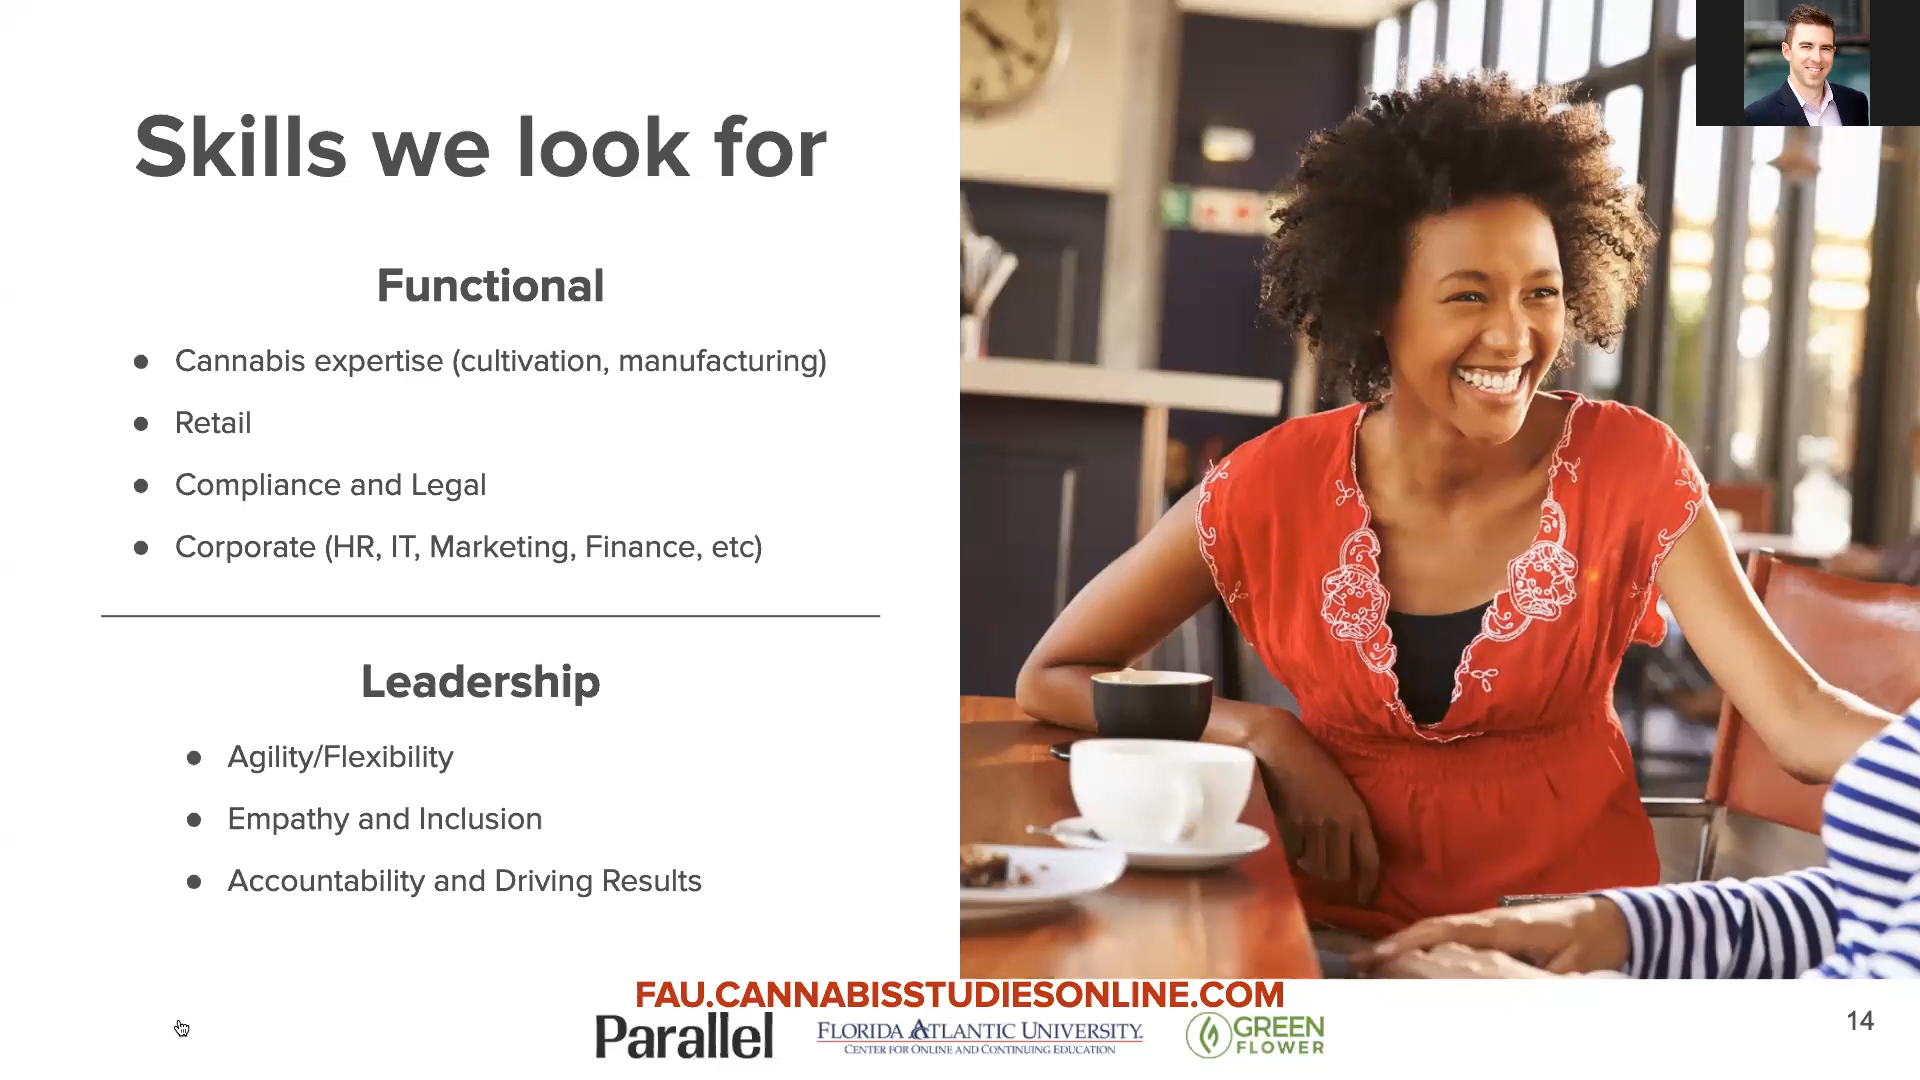 Skills we look for
Functional
● Cannabis expertise (cultivation, manufacturing)
● Retail
● Compliance and Legal
● Corporate (HR, IT, Marketing, Finance, etc)
Leadership
● Agility/Flexibility
● Empathy and Inclusion
● Accountability and Driving Results
FAU.CANNABISSTUDIESONLINE.COM
Parallel
FLORIDA ATLANTIC UNIVERSITY.
CENTER FOR ONLINE AND CONTINUING EDUCATION
GREEN
FLOWER
14